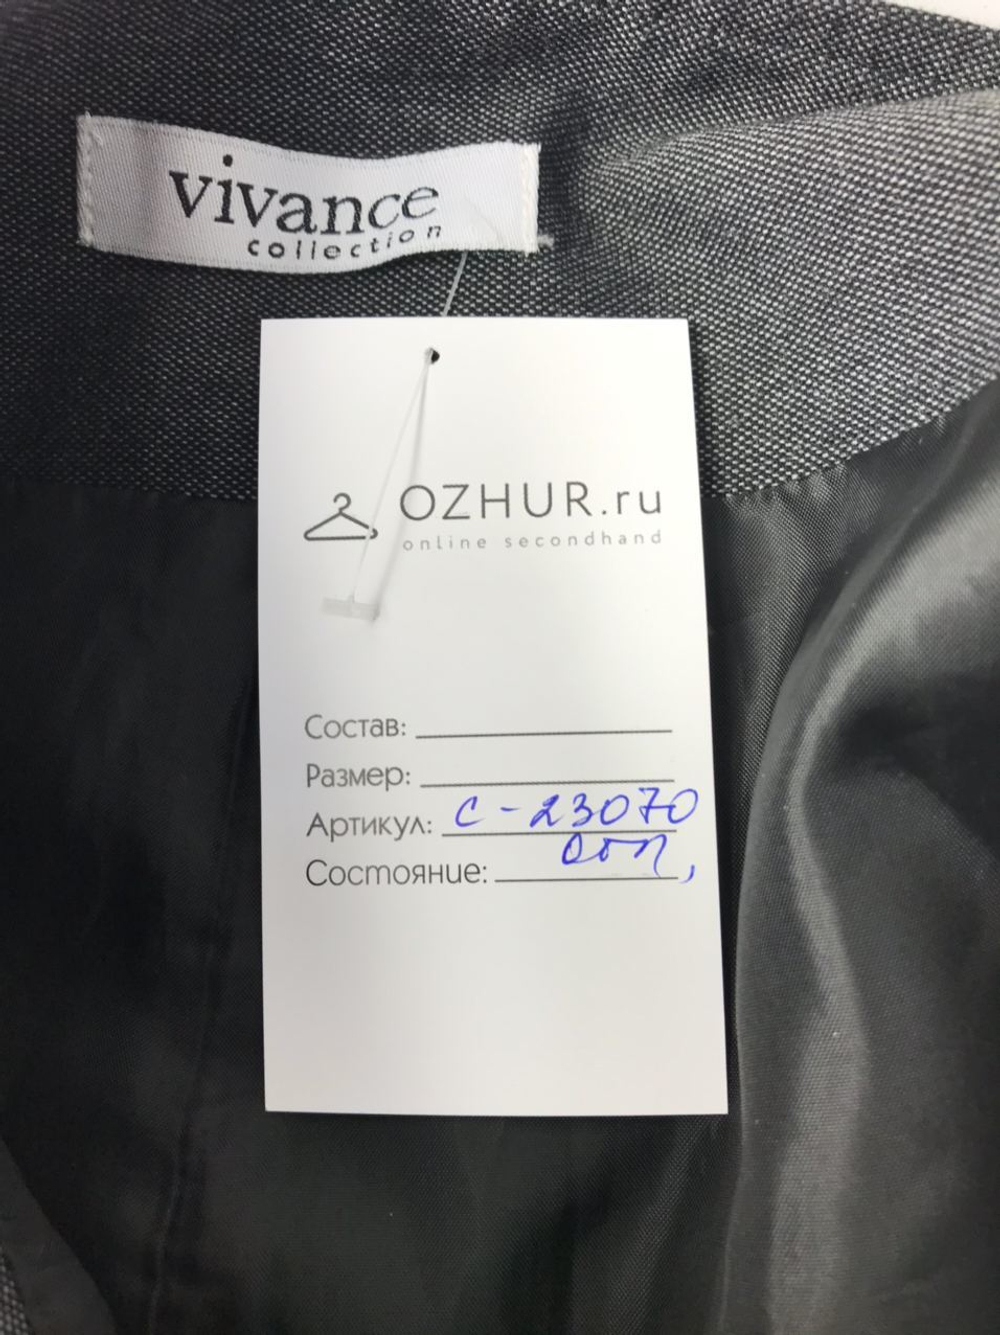 vivance
collection
OZHUR.ru
online secondhand
Состав:
Размер:
Артикул: С-23070
Состояние: